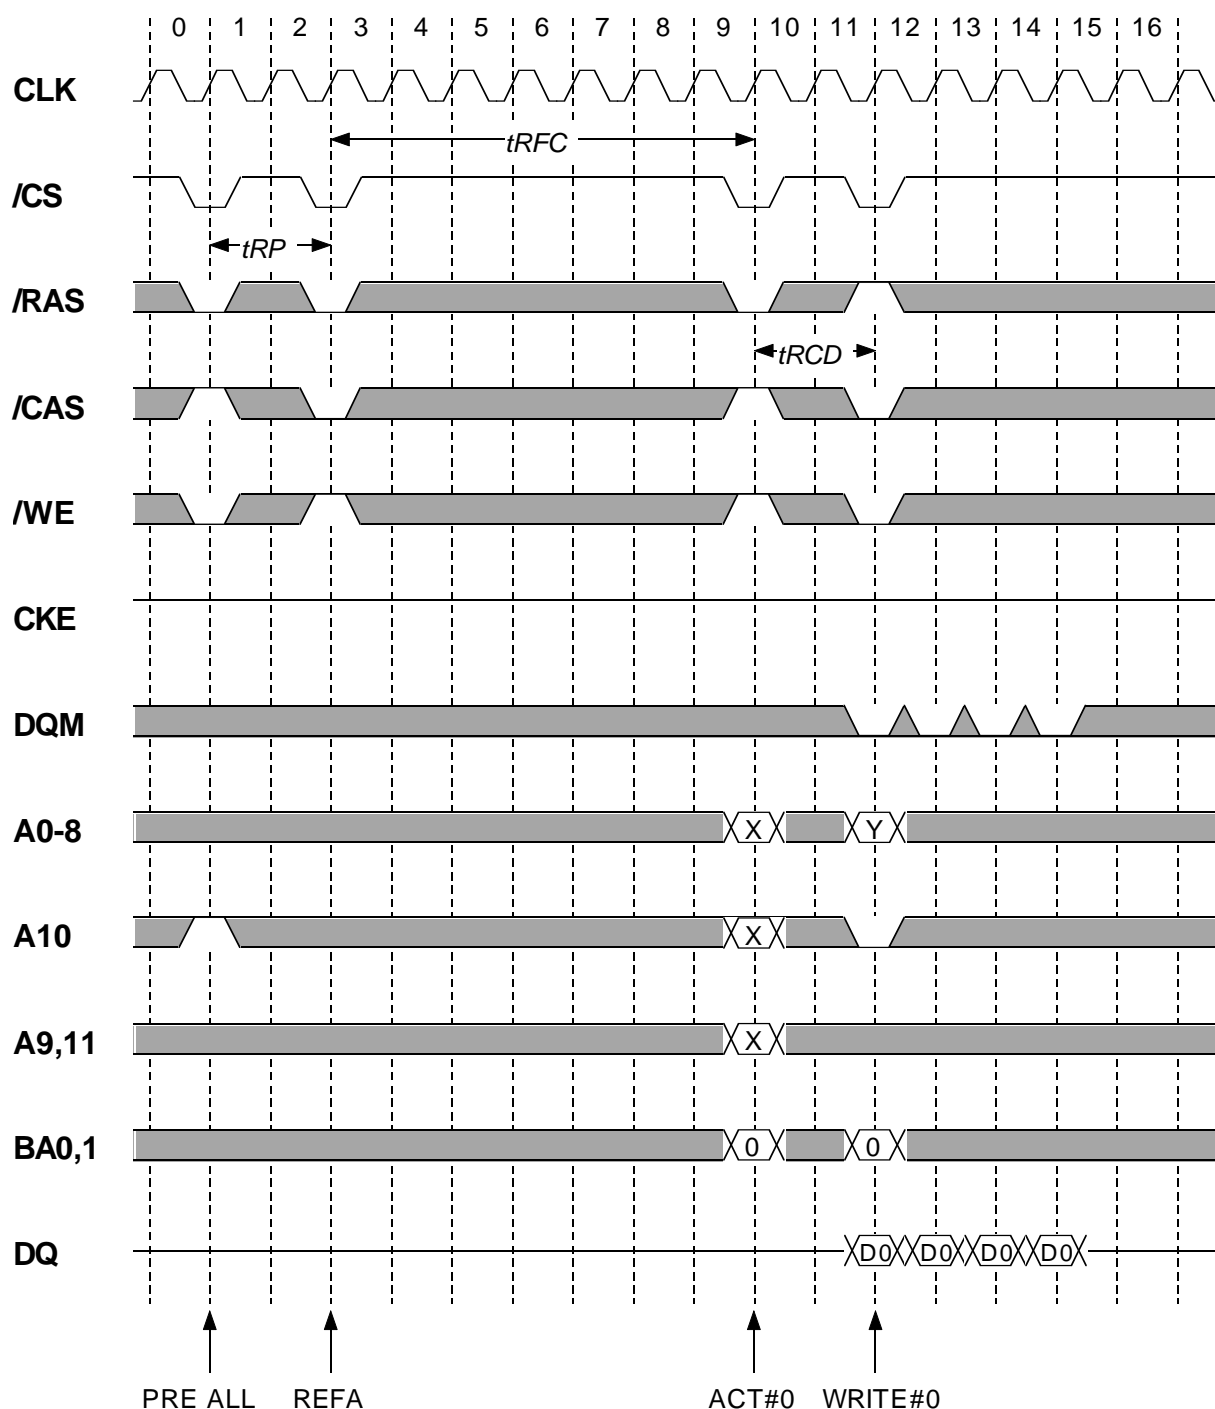 0 1 2 3 4 5 6 7 8 9 10 11 12 13 14 15 16
CLK
tRFC
/CS
tRP
/RAS
tRCD
/CAS
/WE
CKE
DQM
A0-8 X Y
A10 X
A9,11 X
BA0,1 0 0
DQ D0 D0 D0 D0
PRE ALL REFA ACT#0 WRITE#0